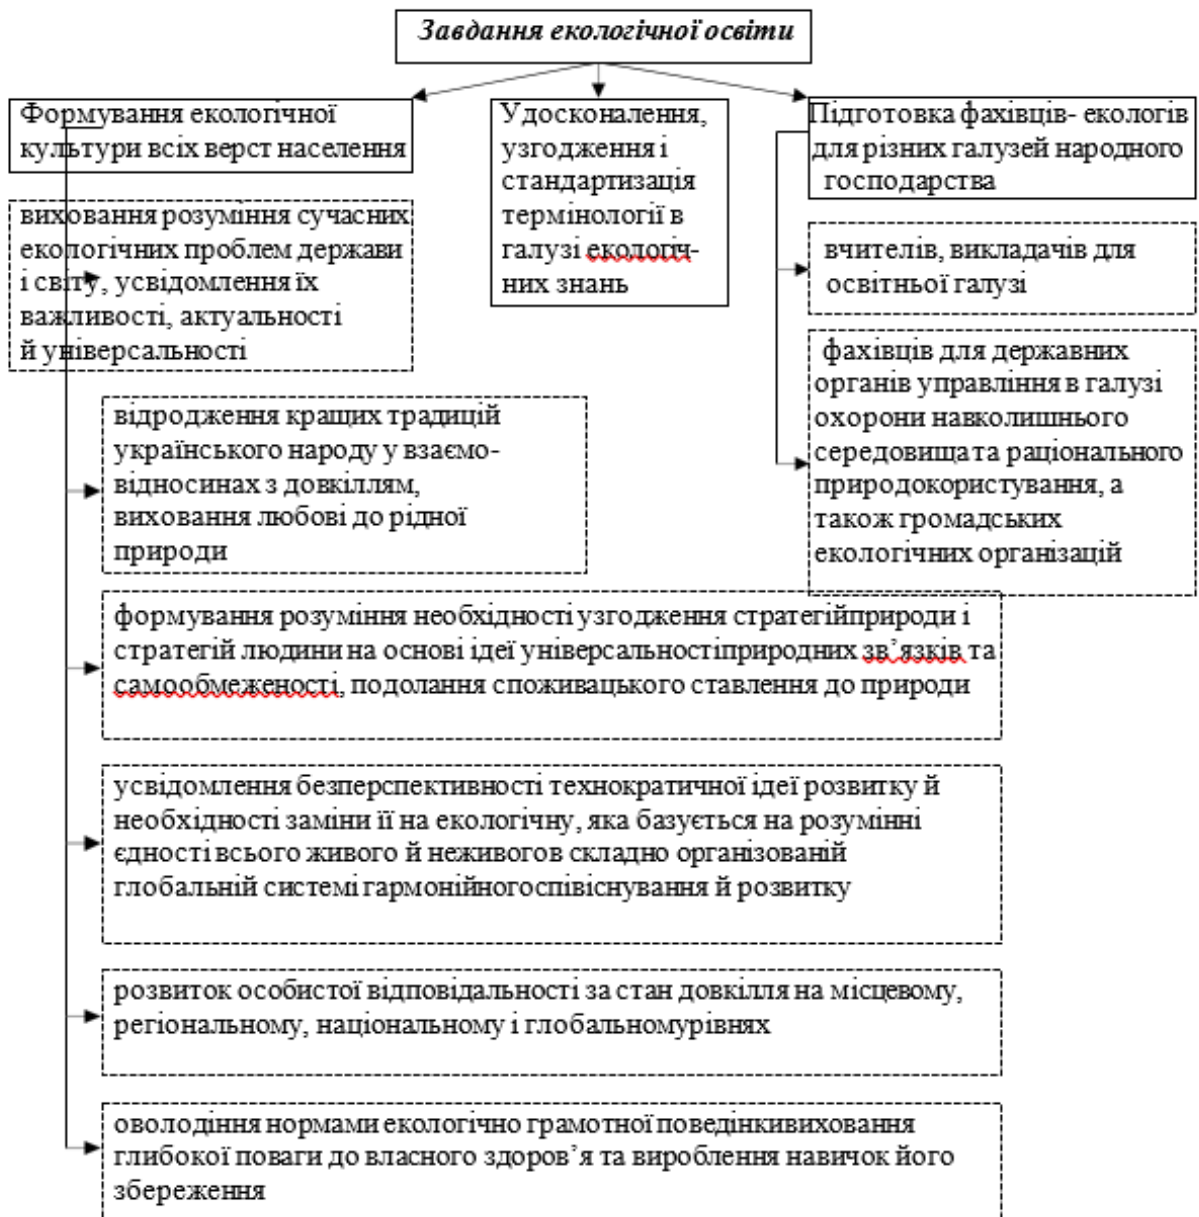 Завдання екологічної освіти
Формування екологічної
культури всіх верст населення
Удосконалення,
узгодження і
стандартизація
термінології в
галузі екологіч-
них знань
Підготовка фахівців- екологів
для різних галузей народного
господарства
виховання розуміння сучасних
екологічних проблем держави
і світу, усвідомлення їх
важливості, актуальності
й універсальності
вчителів, викладачів для
освітньої галузі
фахівців для державних
органів управління в галузі
охорони навколишнього
середовища та раціонального
природокористування, а
також громадських
екологічних організацій
відродження кращих традицій
українського народу у взаємо-
відносинах з довкіллям,
виховання любові до рідної
природи
формування розуміння необхідності узгодження стратегійприроди і
стратегій людини на основі ідеї універсальностіприродних зв’язків та
самообмеженості, подолання споживацького ставлення до природи
усвідомлення безперспективності технократичної ідеї розвитку й
необхідності заміни її на екологічну, яка базується на розумінні
єдності всього живого й неживогов складно організованій
глобальній системі гармонійногоспівіснування й розвитку
розвиток особистої відповідальності за стан довкілля на місцевому,
регіональному, національному і глобальномурівнях
оволодіння нормами екологічно грамотної поведінкивиховання
глибокої поваги до власного здоров’я та вироблення навичок його
збереження